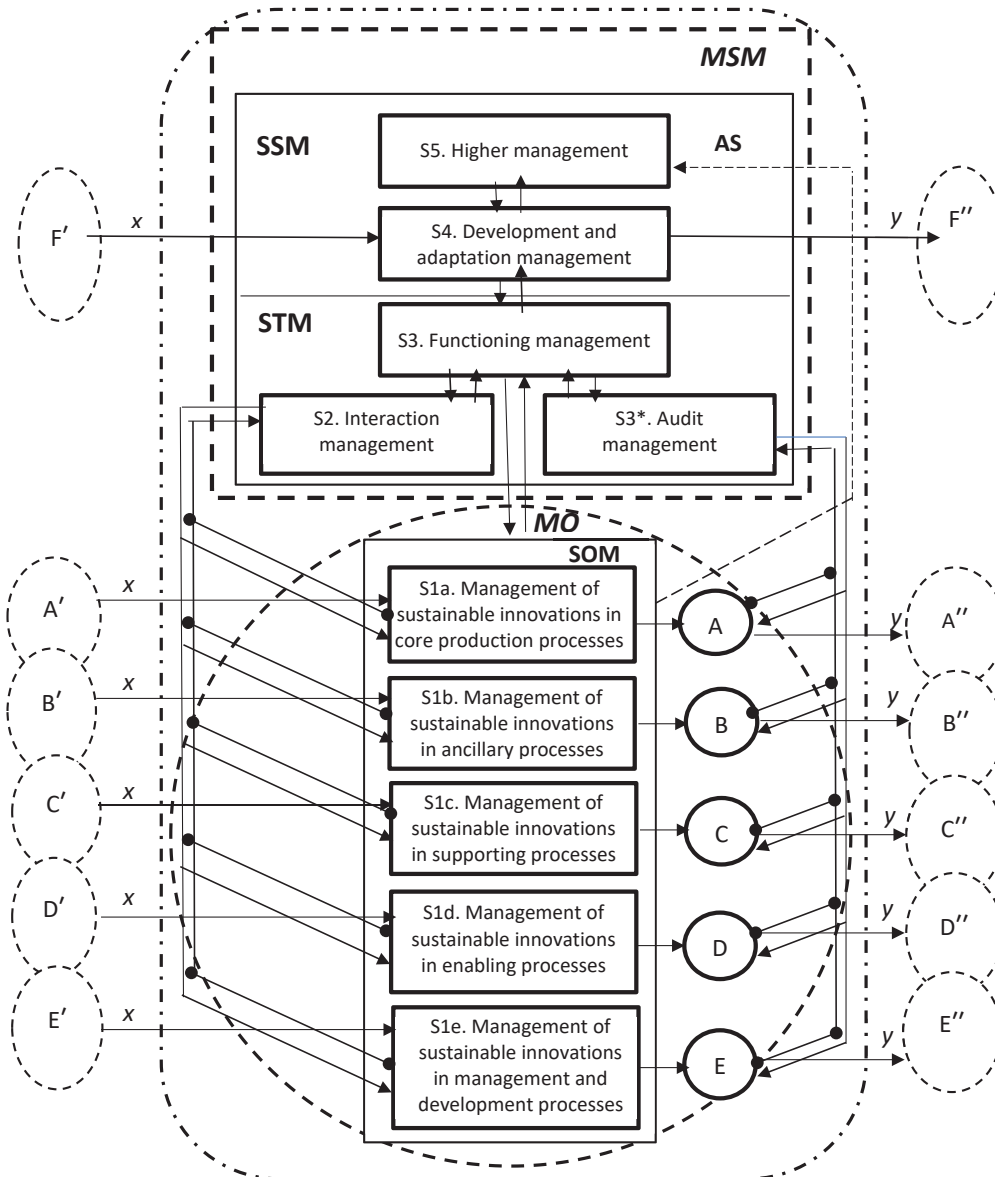 MSM
SSM
AS
S5. Higher management
F′
x
S4. Development and
adaptation management
y
F′′
STM
S3. Functioning management
S2. Interaction
management
S3*. Audit
management
MO
SOM
A′
x
S1a. Management of
sustainable innovations in
core production processes
A
y
A′′
B′
x
S1b. Management of
sustainable innovations
in ancillary processes
B
y
B′′
C′
x
S1c. Management of
sustainable innovations
in supporting processes
C
y
C′′
D′
x
S1d. Management of
sustainable innovations
in enabling processes
D
y
D′′
E′
x
S1e. Management of
sustainable innovations
in management and
development processes
E
y
E′′